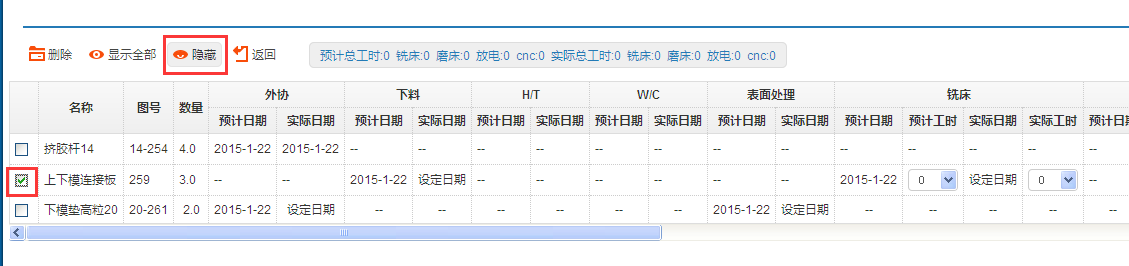 删除 显示全部 隐藏 返回 预计总工时:0 铣床:0 磨床:0 放电:0 cnc:0 实际总工时:0 铣床:0 磨床:0 放电:0 cnc:0
名称 图号 数量 外协 下料 H/T W/C 表面处理 铣床
预计日期 实际日期 预计日期 实际日期 预计日期 实际日期 预计日期 实际日期 预计日期 实际日期 预计日期 预计工时 实际日期 实际工时 预计日期
挤胶杆14 14-254 4.0 2015-1-22 2015-1-22 -- -- -- -- -- -- -- -- -- -- -- -- --
上下模连接板 259 3.0 -- -- 2015-1-22 设定日期 -- -- -- -- -- -- 2015-1-22 0 设定日期 0 --
下模垫高粒20 20-261 2.0 2015-1-22 设定日期 -- -- -- -- -- -- 2015-1-22 设定日期 -- -- -- -- --